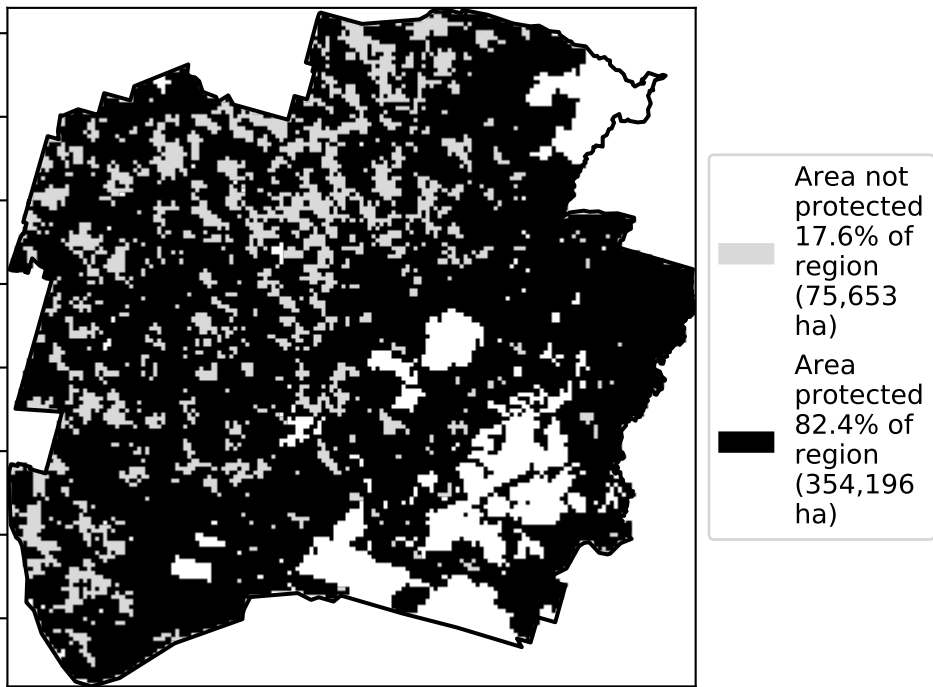 Area not
protected
17.6% of
region
(75,653
ha)
Area
protected
82.4% of
region
(354,196
ha)